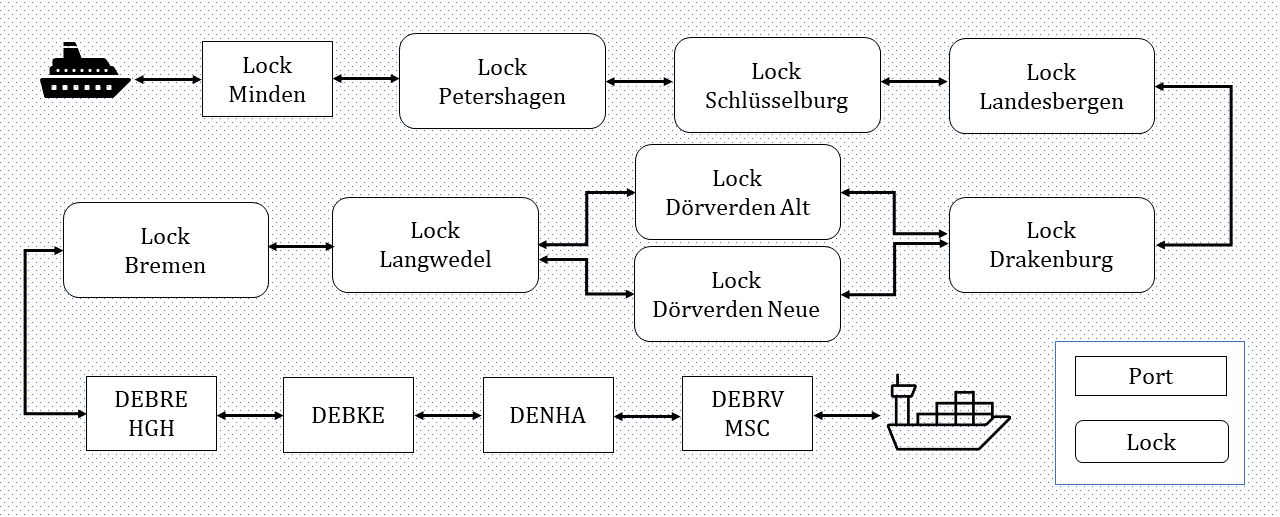 Lock
Minden
Lock
Petershagen
Lock
Schlüsselburg
Lock
Landesbergen
Lock
Bremen
Lock
Langwedel
Lock
Dörverden Alt
Lock
Dörverden Neue
Lock
Drakenburg
DEBRE
HGH
DEBKE
DENHA
DEBRV
MSC
Port
Lock